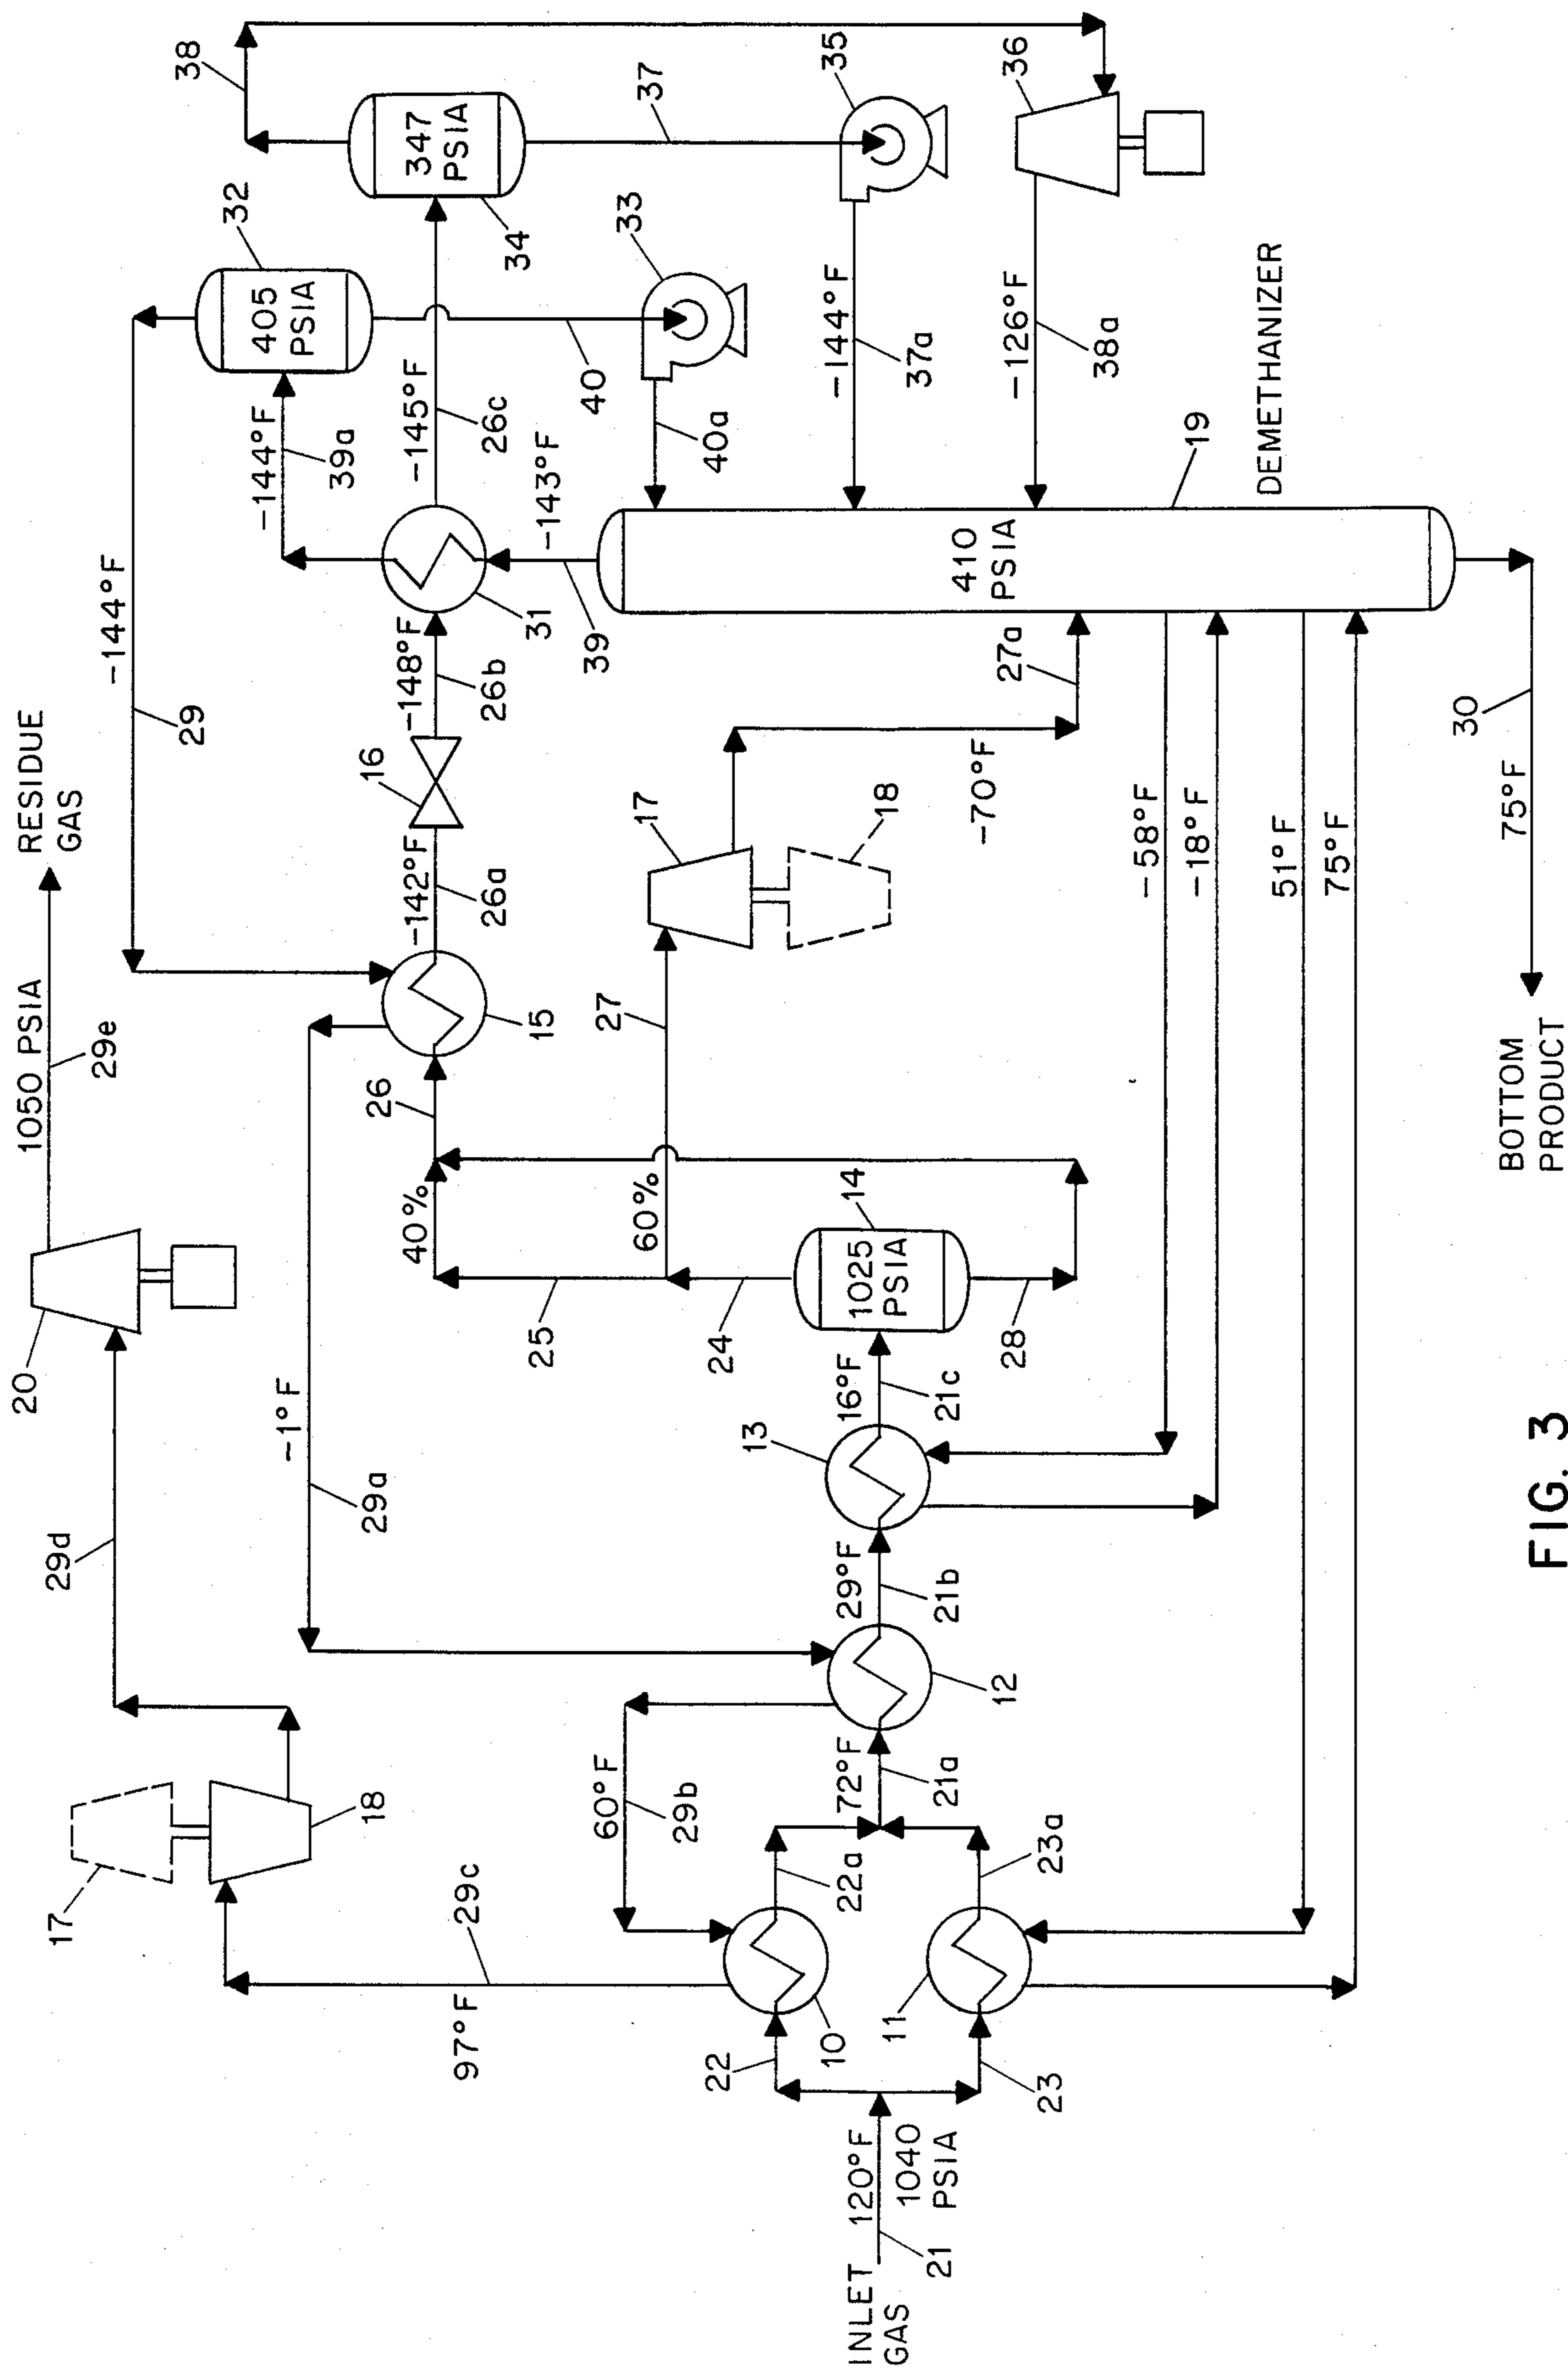 RESIDUE
GAS
1050 PSIA
29e
20
29d
17
18
29c
97°F
-144°F
29
-1°F
29a
38
32
405
PSIA
347
PSIA
34
-144°F
39a
-145°F
26c
31
-148°F
26b
16
-142°F
26a
15
26
40%
25
60%
27
24
17
18
-70°F
27a
39
-143°F
40
40a
33
37
35
-144°F
37a
36
-126°F
38a
410
PSIA
19
DEMETHANIZER
14
1025
PSIA
28
13
16°F
21c
29°F
21b
12
60°F
29b
72°F
21a
22a
23a
10
11
22
23
INLET
GAS
120°F
1040
PSIA
21
-58°F
-18°F
51°F
75°F
30
75°F
BOTTOM
PRODUCT
FIG. 3